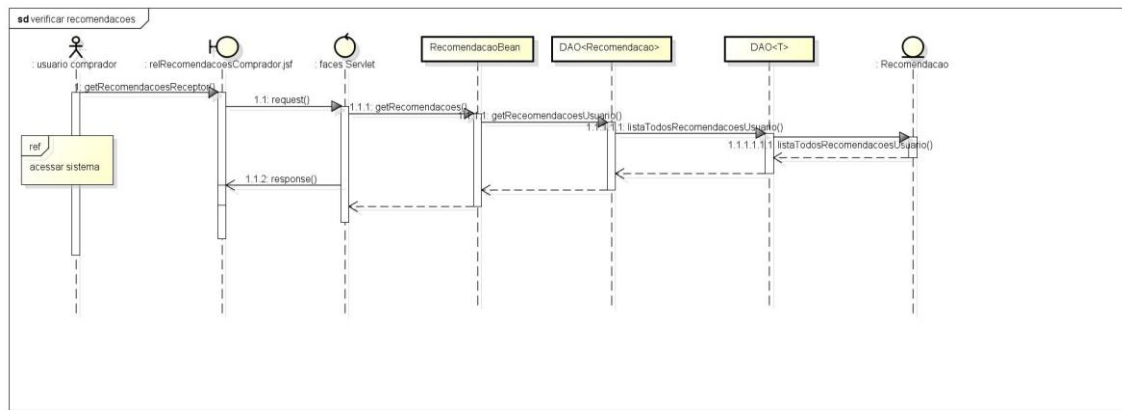 sd verificar recomendacoes
: usuario comprador
: relRecomendacoesComprador.jsf
: faces Servlet
RecomendacaoBean
DAO<Recomendacao>
DAO<T>
: Recomendacao
1: getRecomendacoesReceptor()
1.1: request()
1.1.1: getRecomendacoes()
1.1.1.1: getReceomendacoesUsuario()
1.1.1.1.1: listaTodosRecomendacoesUsuario()
1.1.1.1.1.1: listaTodosRecomendacoesUsuario()
ref
acessar sistema
1.1.2: response()